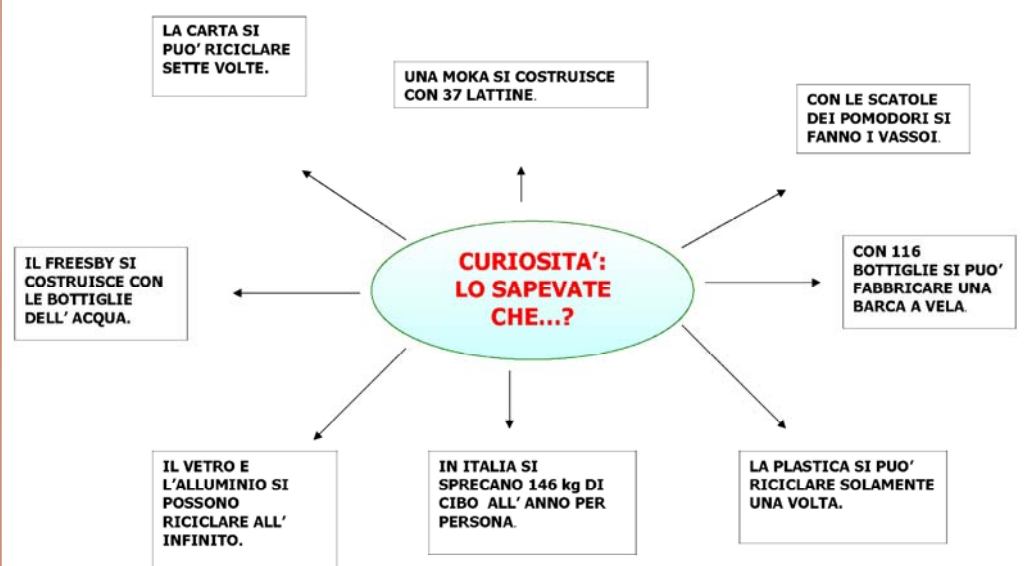 LA CARTA SI
PUO' RICICLARE
SETTE VOLTE.
UNA MOKA SI COSTRUISCE
CON 37 LATTINE.
CON LE SCATOLE
DEI POMODORI SI
FANNO I VASSOI.
CURIOSITA':
LO SAPEVATE
CHE...?
IL FREESBY SI
COSTRUISCE CON
LE BOTTIGLIE
DELL' ACQUA.
CON 116
BOTTIGLIE SI PUO'
FABBRICARE UNA
BARCA A VELA.
IL VETRO E
L'ALLUMINIO SI
POSSONO
RICICLARE ALL'
INFINITO.
IN ITALIA SI
SPRECANO 146 kg DI
CIBO ALL' ANNO PER
PERSONA.
LA PLASTICA SI PUO'
RICICLARE SOLAMENTE
UNA VOLTA.